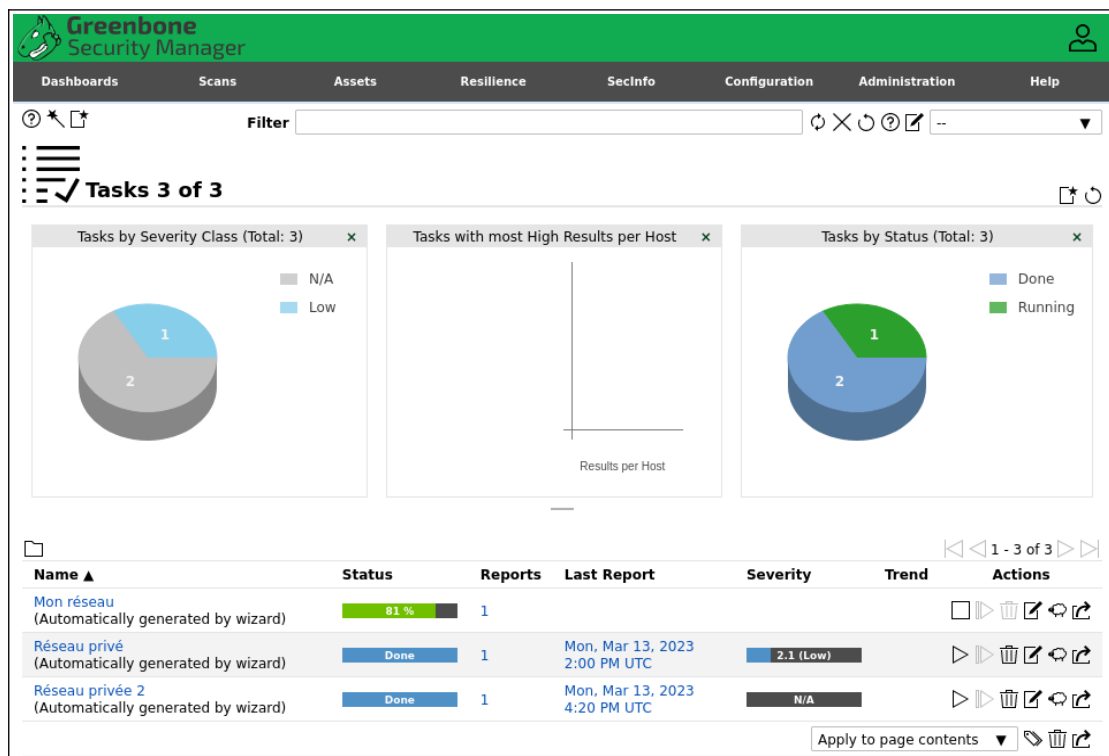 Greenbone
Security Manager
Dashboards Scans Assets Resilience SecInfo Configuration Administration Help
Filter --
Tasks 3 of 3
Tasks by Severity Class (Total: 3) × Tasks with most High Results per Host × Tasks by Status (Total: 3) ×
N/A
Low
1
2
Results per Host
Done
Running
1
2
1 - 3 of 3
Name ▲ Status Reports Last Report Severity Trend Actions
Mon réseau
(Automatically generated by wizard) 81 % 1
Réseau privé
(Automatically generated by wizard) Done 1 Mon, Mar 13, 2023
2:00 PM UTC 2.1 (Low)
Réseau privée 2
(Automatically generated by wizard) Done 1 Mon, Mar 13, 2023
4:20 PM UTC N/A
Apply to page contents ▼